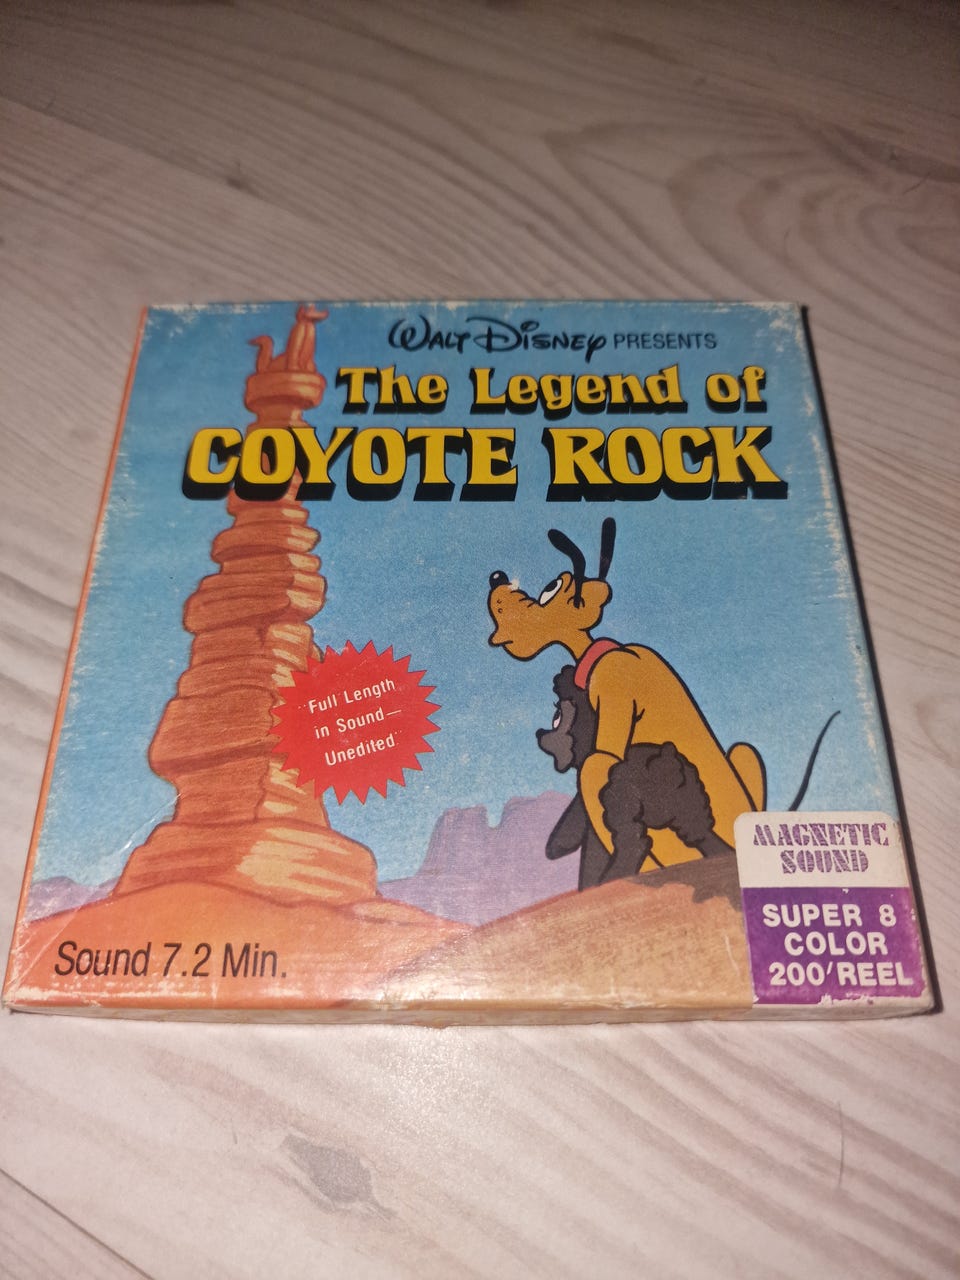 WALT DISNEY PRESENTS
The Legend of
COYOTE ROCK
"Full Length
in Sound—
Unedited"
Sound 7.2 Min.
MAGNETIC
SOUND
SUPER 8
COLOR
200' REEL